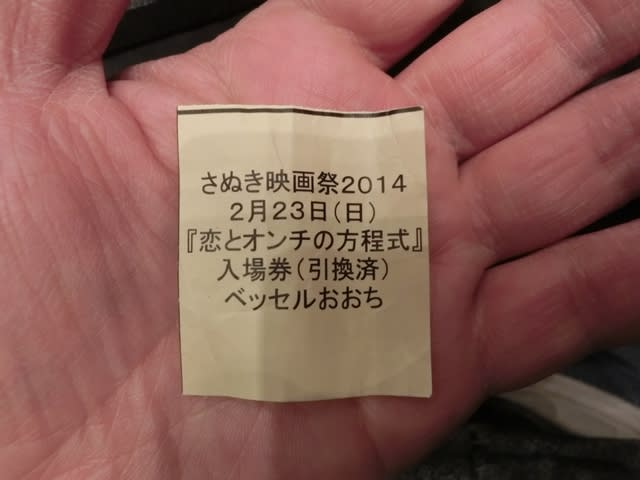 さぬき映画祭2014
2月23日(日)
『恋とオンチの方程式』
入場券(引換済)
ベッセルおおち